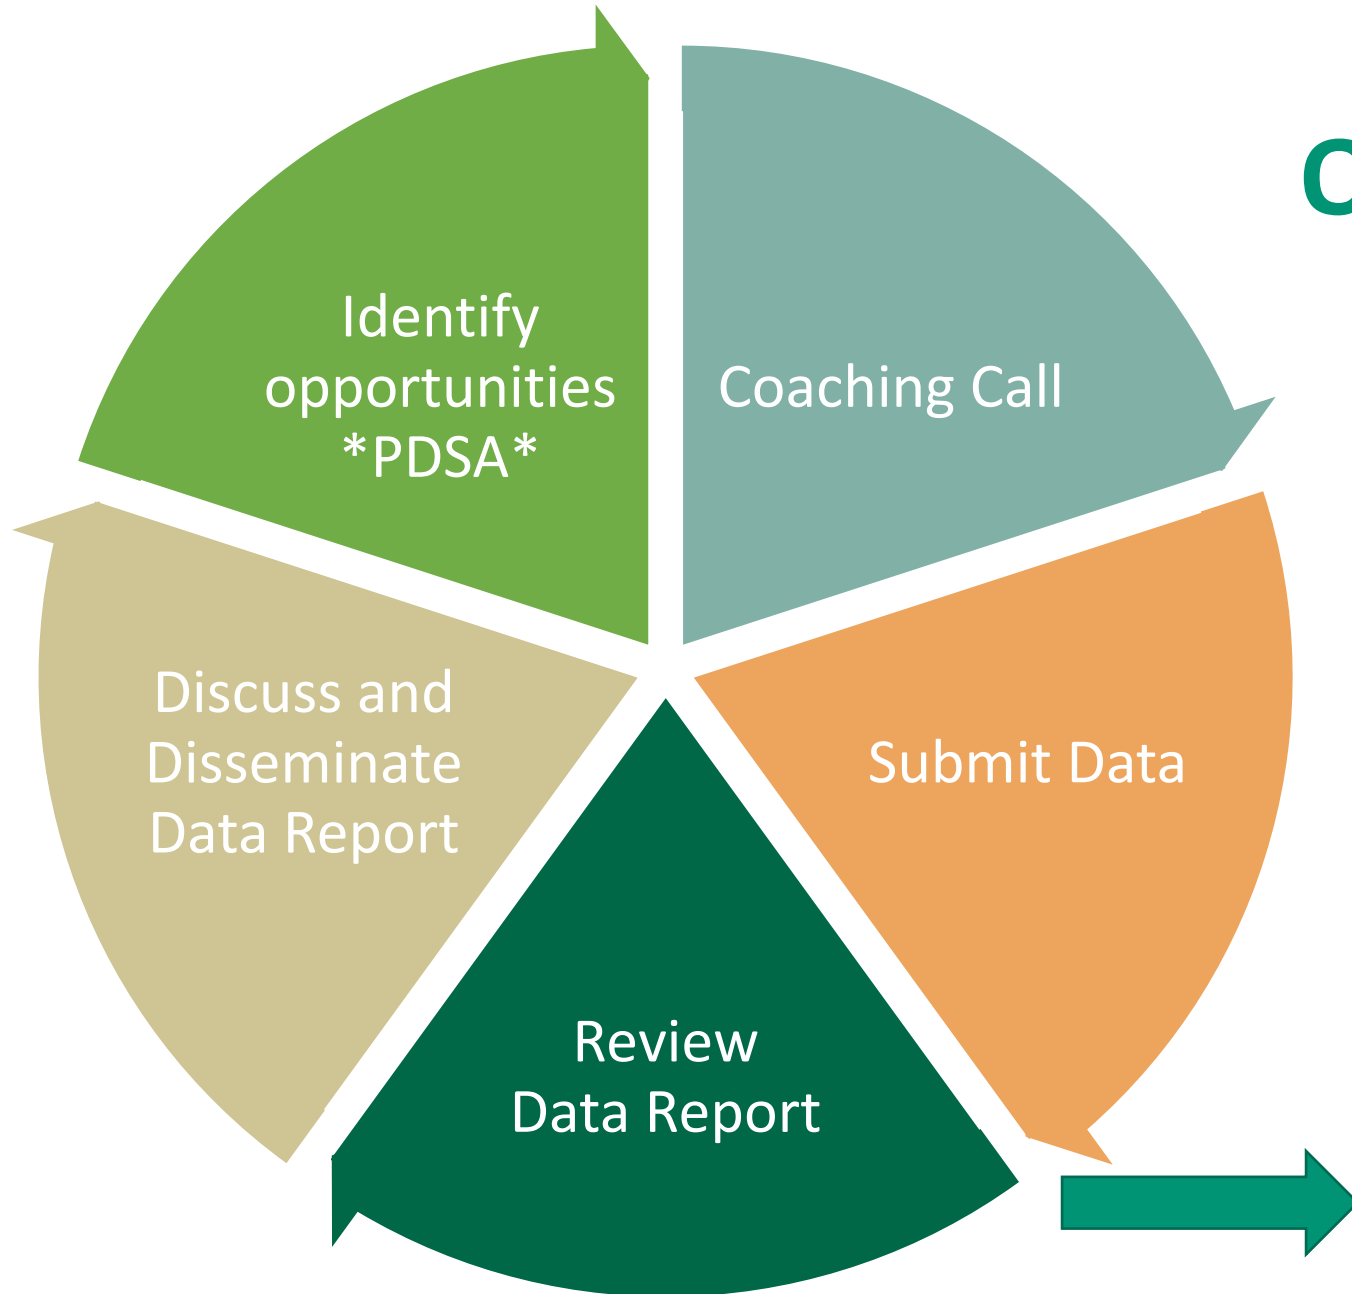 Identify
opportunities
*PDSA*
Coaching Call
Submit Data
Review
Data Report
Discuss and
Disseminate
Data Report